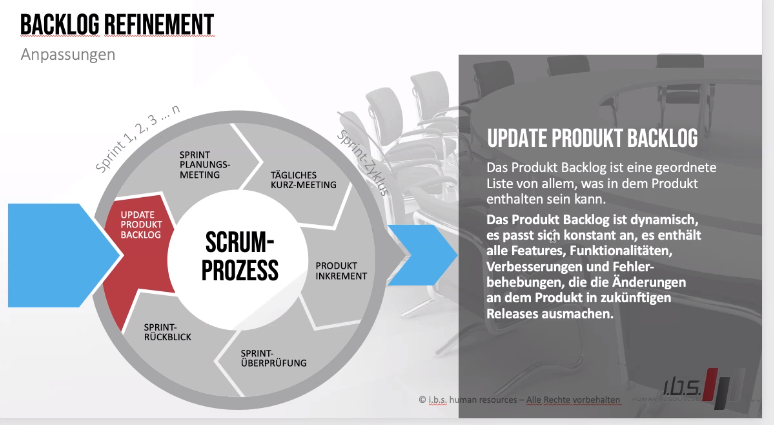 BACKLOG REFINEMENT
Anpassungen
Sprint 1, 2, 3 ... n
Sprint-Zyklus
SPRINT
PLANUNGS-
MEETING
TÄGLICHES
KURZ-MEETING
UPDATE
PRODUKT
BACKLOG
SCRUM-
PROZESS
PRODUKT
INKREMENT
SPRINT-
RÜCKBLICK
SPRINT-
ÜBERPRÜFUNG
UPDATE PRODUKT BACKLOG
Das Produkt Backlog ist eine geordnete
Liste von allem, was in dem Produkt
enthalten sein kann.
Das Produkt Backlog ist dynamisch,
es passt sich konstant an, es enthält
alle Features, Funktionalitäten,
Verbesserungen und Fehler-
behebungen, die die Änderungen
an dem Produkt in zukünftigen
Releases ausmachen.
© i.b.s. human resources – Alle Rechte vorbehalten
i.b.s.